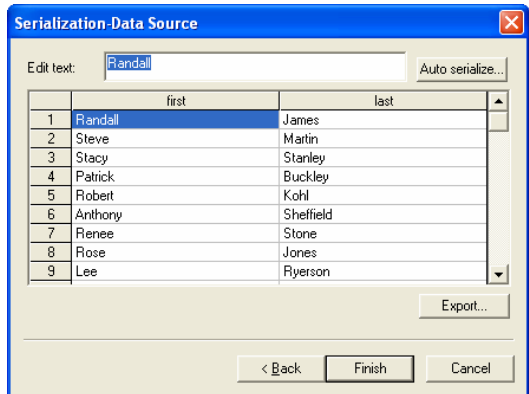 Serialization-Data Source
Edit text: Randall Auto serialize...
first last
1 Randall James
2 Steve Martin
3 Stacy Stanley
4 Patrick Buckley
5 Robert Kohl
6 Anthony Sheffield
7 Renee Stone
8 Rose Jones
9 Lee Ryerson
Export...
< Back Finish Cancel